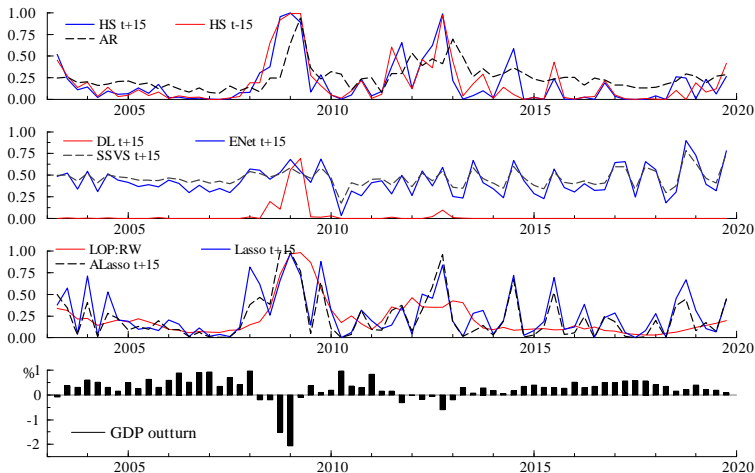 HS t+15 HS t-15
AR
1.00
0.75
0.50
0.25
0.00
2005 2010 2015 2020
DL t+15 ENet t+15
SSVS t+15
1.00
0.75
0.50
0.25
0.00
2005 2010 2015 2020
LOP:RW Lasso t+15
ALasso t+15
1.00
0.75
0.50
0.25
0.00
2005 2010 2015 2020
% 1
0
-1
-2
GDP outturn
2005 2010 2015 2020